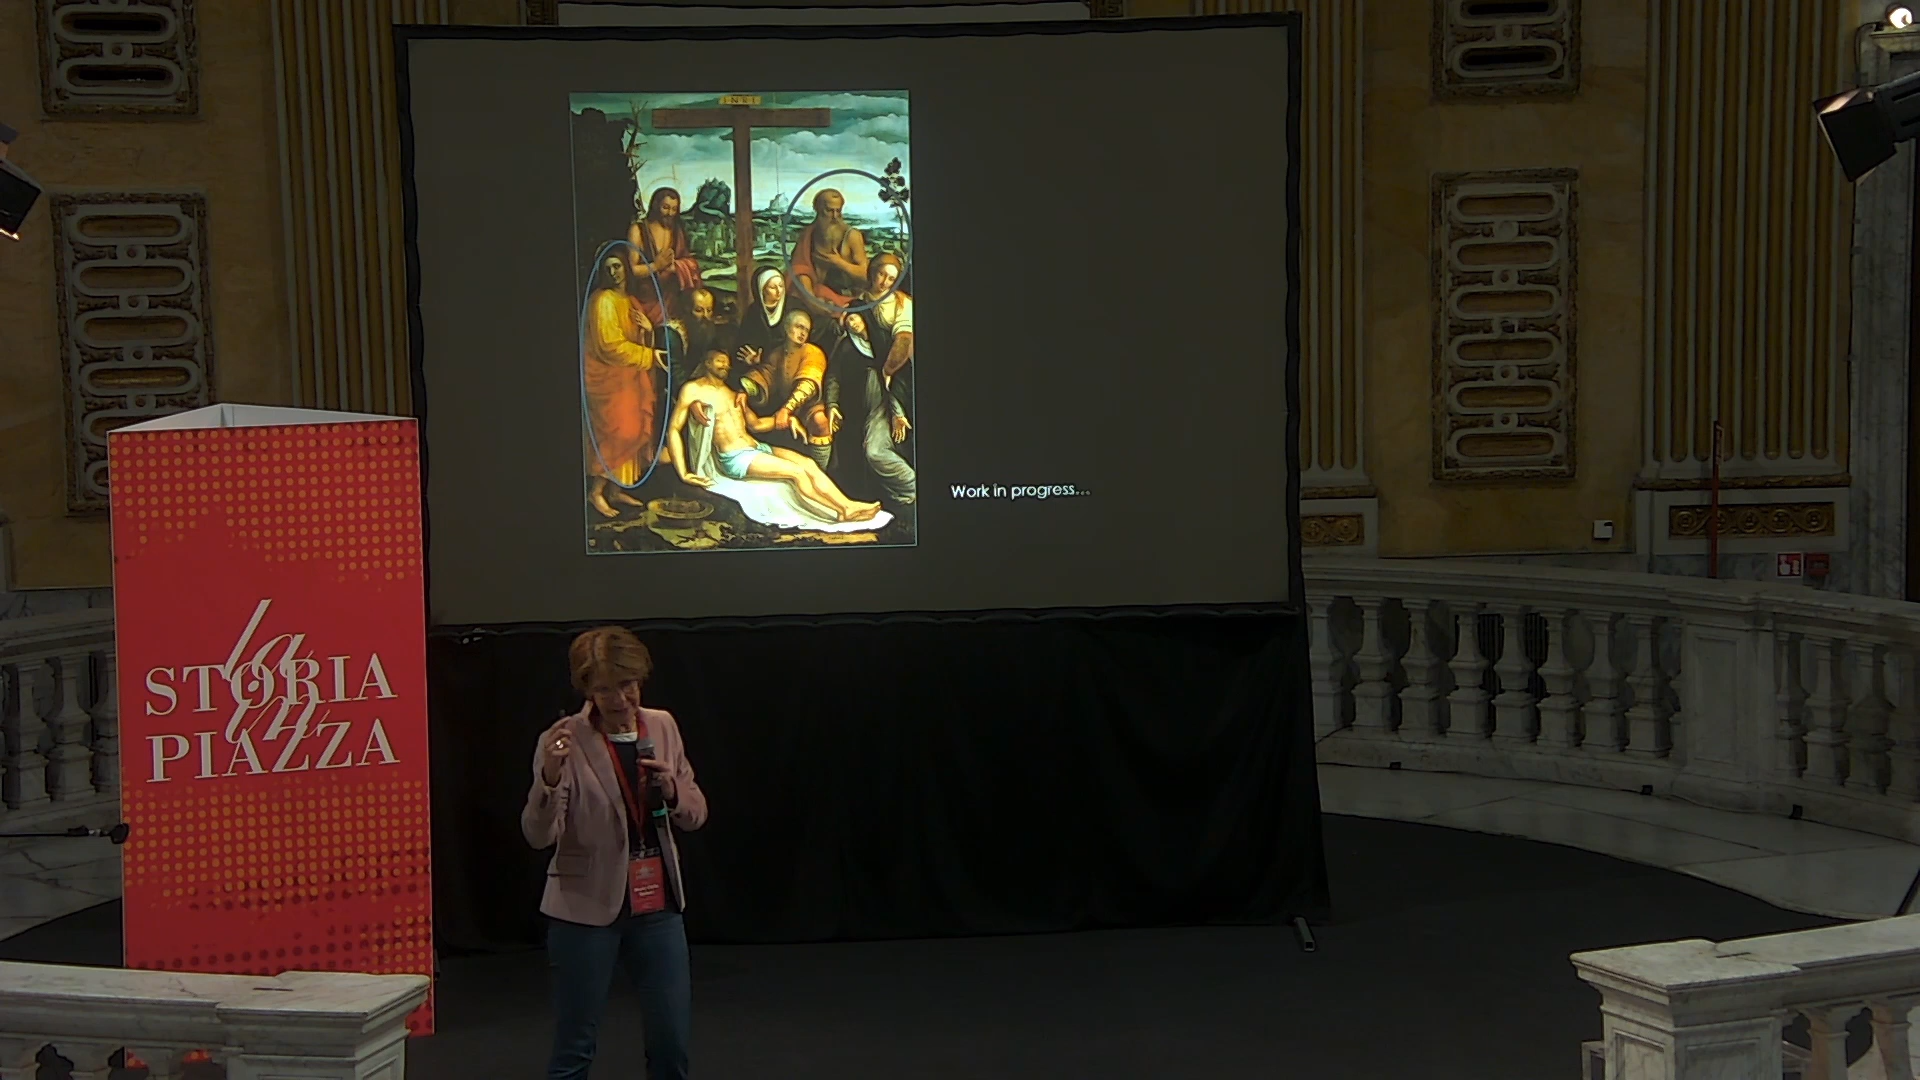 INRI
Work in progress...
la
STORIA
in
PIAZZA